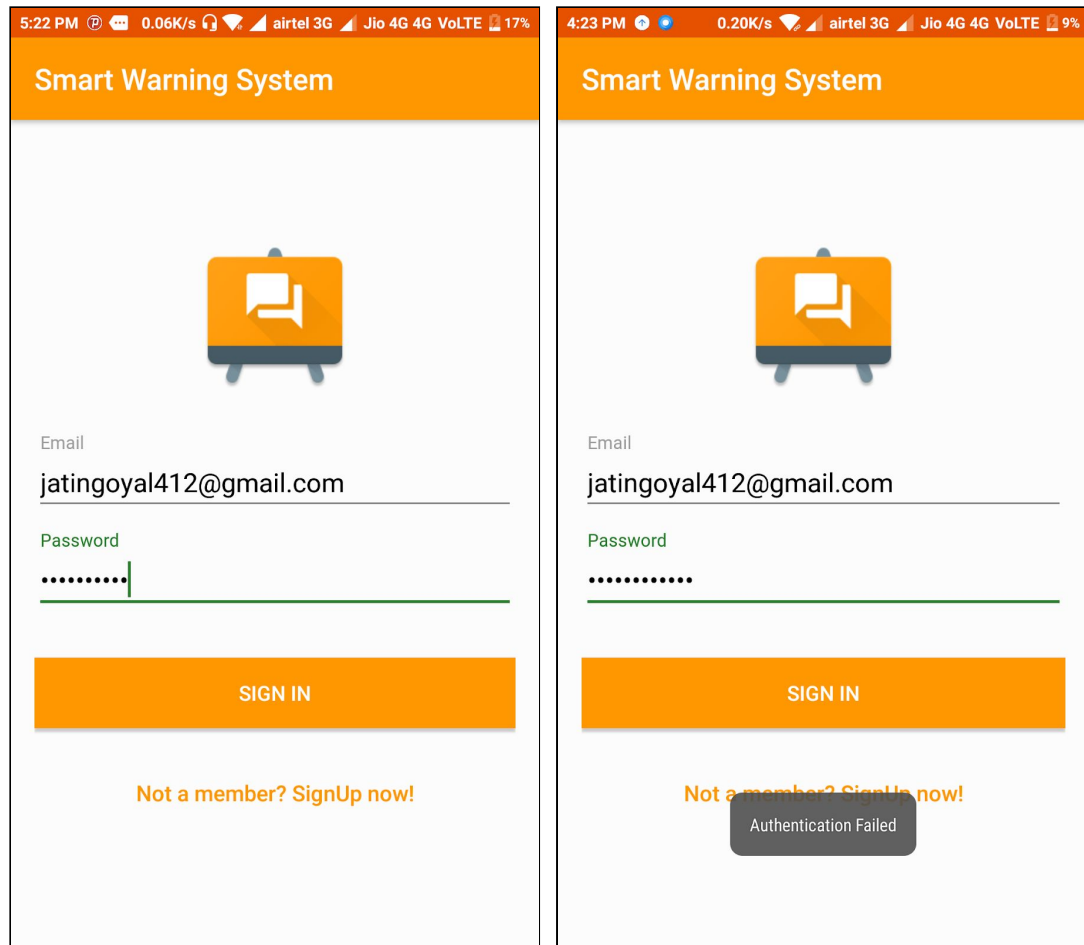 5:22 PM 0.06K/s airtel 3G Jio 4G 4G VoLTE 17%
Smart Warning System
Email
jatingoyal412@gmail.com
Password
••••••••••
SIGN IN
Not a member? SignUp now!
4:23 PM 0.20K/s airtel 3G Jio 4G 4G VoLTE 9%
Smart Warning System
Email
jatingoyal412@gmail.com
Password
••••••••••••
SIGN IN
Not a member? SignUp now!
Authentication Failed